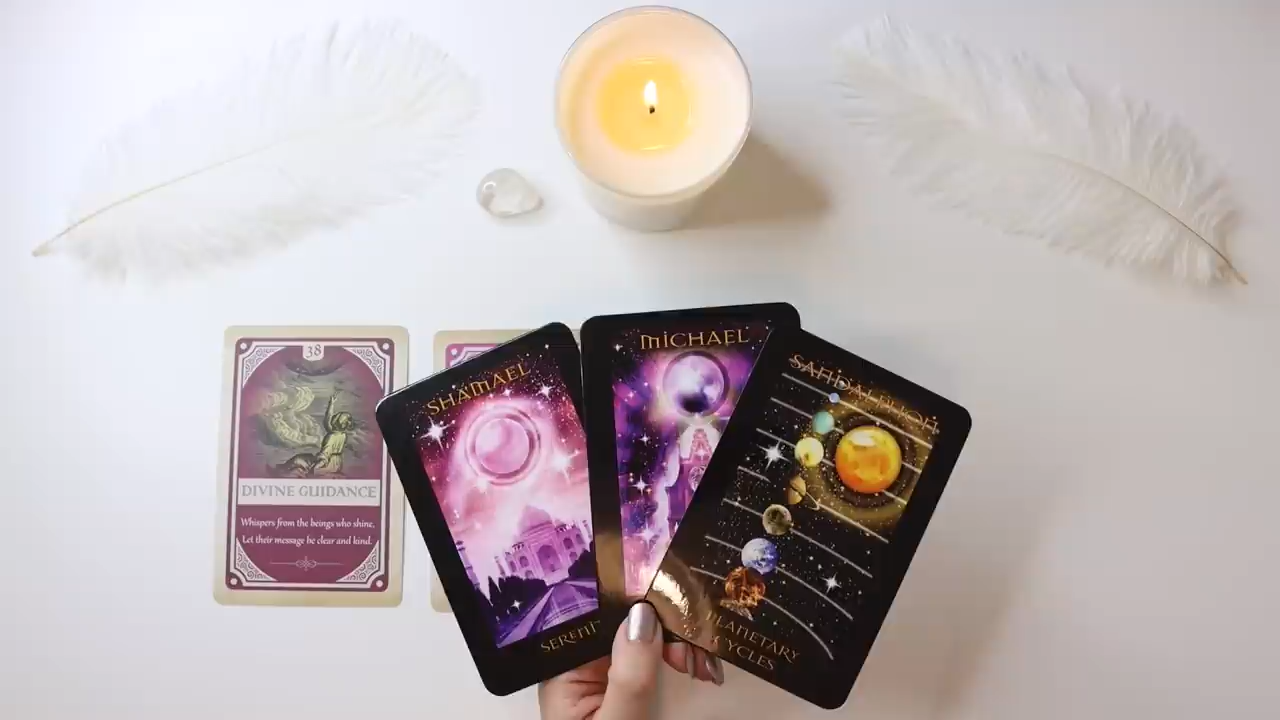 38
DIVINE GUIDANCE
Whispers from the beings who shine,
Let their message be clear and kind.
SHAMAEL
MICHAEL
SANDALPHON
PLANETARY
CYCLES